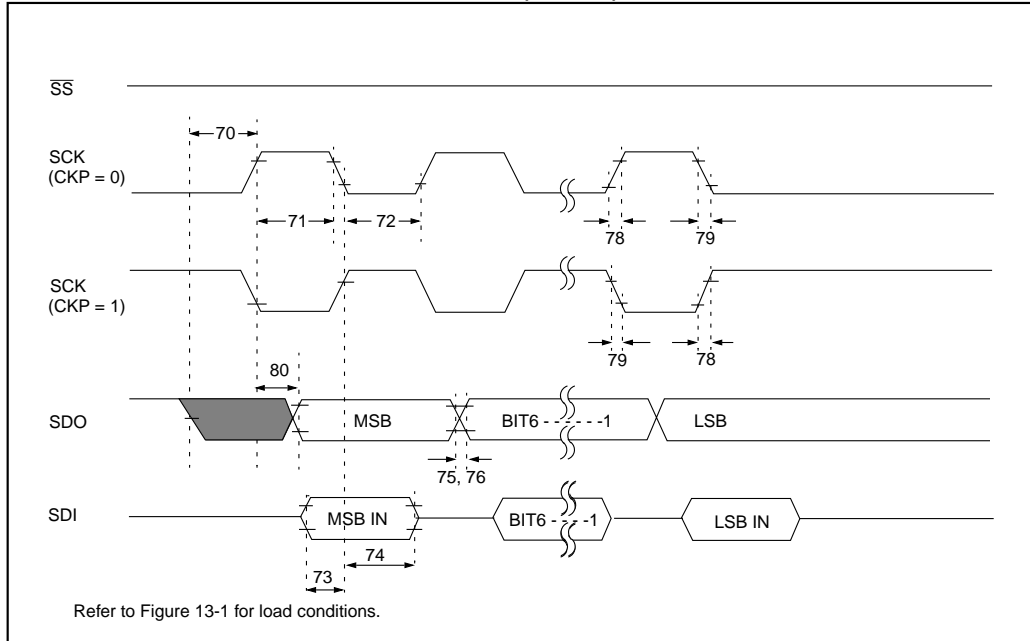 SS
70
SCK
(CKP = 0)
71
72
78
79
SCK
(CKP = 1)
79
78
80
SDO
MSB
BIT6 - - - - - -1
LSB
75, 76
SDI
MSB IN
BIT6 - - - - -1
LSB IN
74
73
Refer to Figure 13-1 for load conditions.